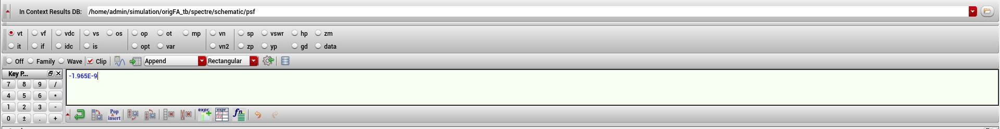 In Context Results DB: /home/admin/simulation/origFA_tb/spectre/schematic/psf
vt vf vdc vs os op ot mp vn sp vswr hp zm
it if idc is opt var vn2 zp yp gd data
Off Family Wave Clip Append Rectangular
Key P...
-1.965E-9
7 8 9 /
4 5 6 *
1 2 3 -
0 ± . +
Pop
insert
expr
expr
fn